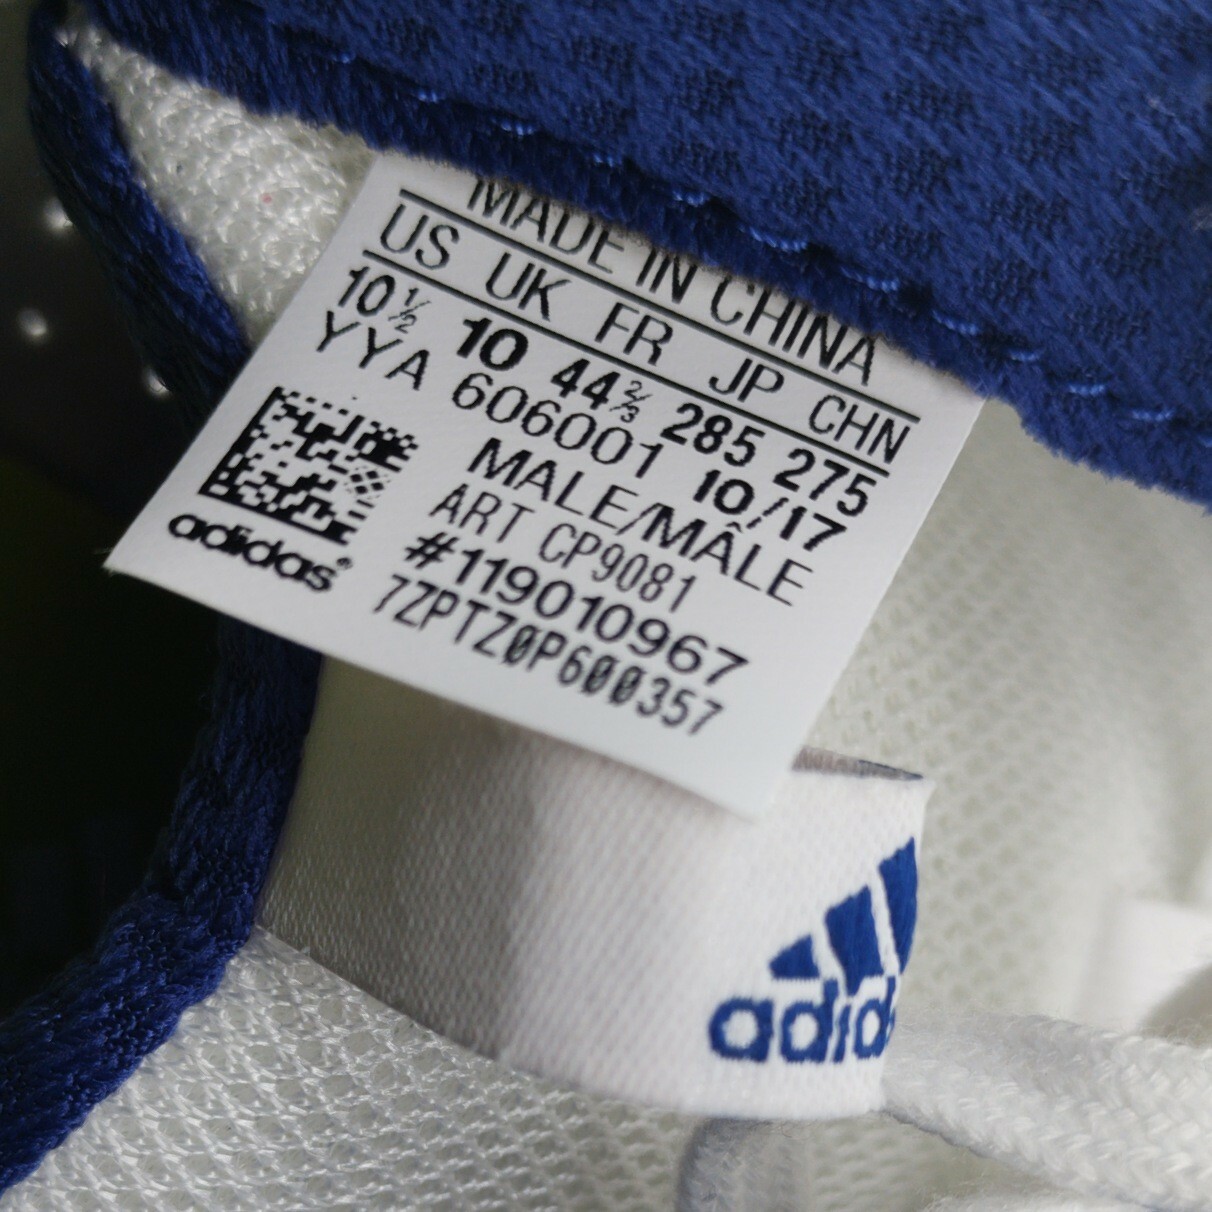 MADE IN CHINA
US UK FR JP CHN
10½ 10 44⅔ 285 275
YYA 606001 10/17
MALE/MÂLE
ART CP9081
#119010967
7ZPTZ0P600357
adidas®
adid